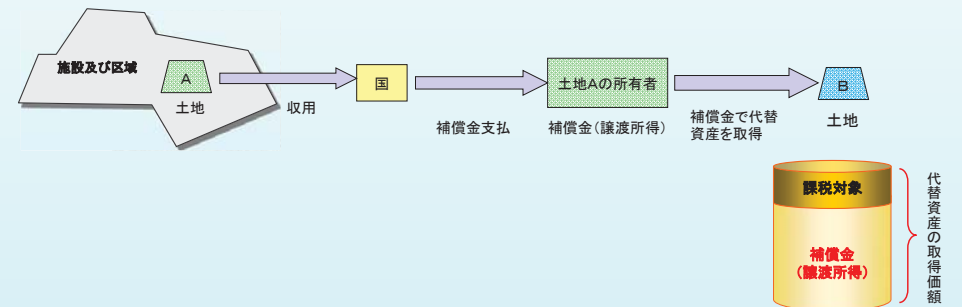 施設及び区域
A
土地
収用
国
補償金支払
土地Aの所有者
補償金(譲渡所得)
補償金で代替
資産を取得
B
土地
課税対象
補償金
(譲渡所得)
代替資産の取得価額